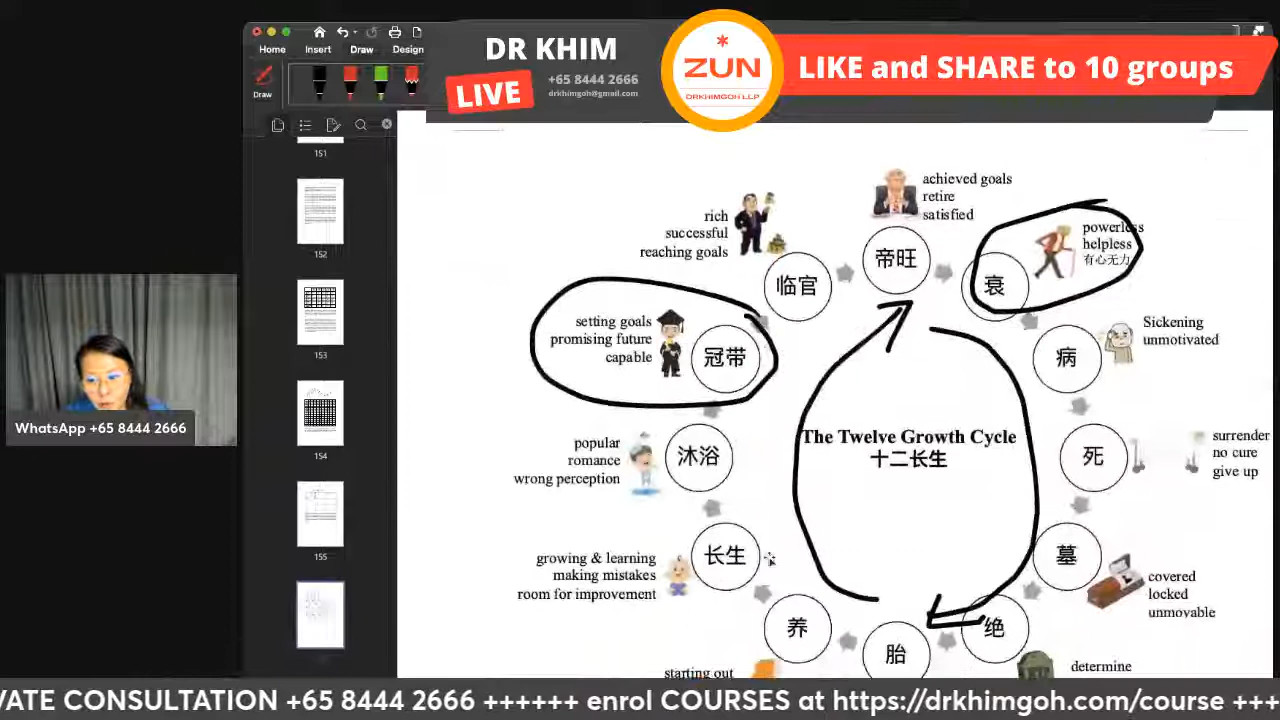 DR KHIM
LIVE
+65 8444 2666
drkhimgoh@gmail.com
ZUN
DRKHIMGOH LLP
LIKE and SHARE to 10 groups
Home
Insert
Draw
Design
Draw
151
152
153
154
155
achieved goals
retire
satisfied
帝旺
rich
successful
reaching goals
临官
powerless
helpless
有心无力
衰
setting goals
promising future
capable
冠带
Sickening
unmotivated
病
The Twelve Growth Cycle
十二长生
popular
romance
wrong perception
沐浴
surrender
no cure
give up
死
growing & learning
making mistakes
room for improvement
长生
墓
covered
locked
unmovable
养
胎
绝
starting out
determine
WhatsApp +65 8444 2666
VATE CONSULTATION +65 8444 2666 ++++++ enrol COURSES at https://drkhimgoh.com/course +++